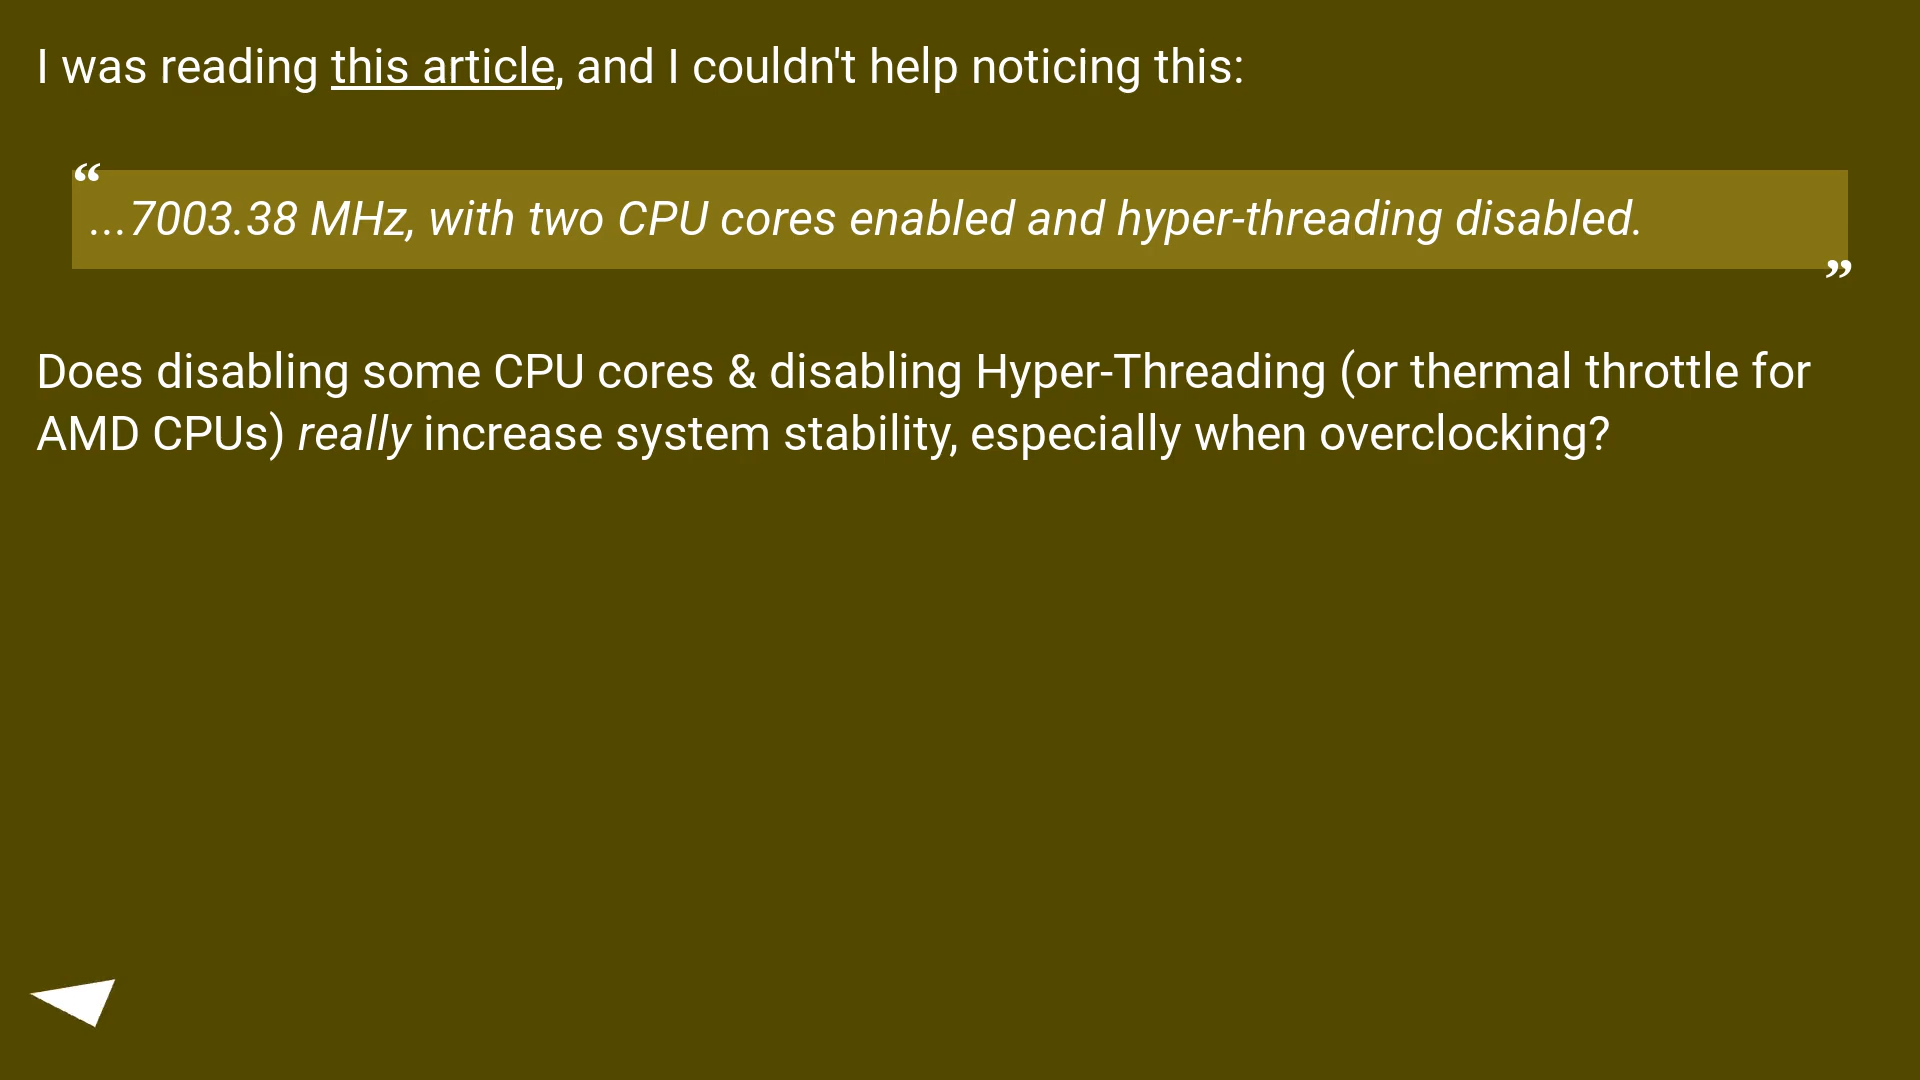 I was reading this article, and I couldn't help noticing this:
“
...7003.38 MHz, with two CPU cores enabled and hyper-threading disabled.
”
Does disabling some CPU cores & disabling Hyper-Threading (or thermal throttle for
AMD CPUs) really increase system stability, especially when overclocking?